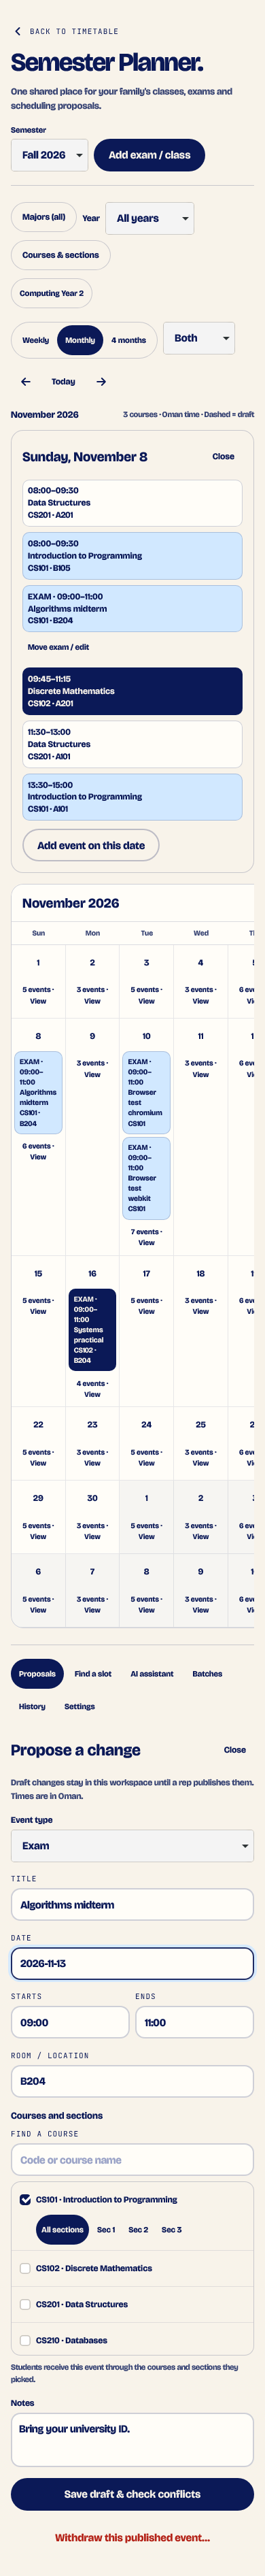 BACK TO TIMETABLE
Semester Planner.
One shared place for your family's classes, exams and
scheduling proposals.
Semester
Fall 2026
Add exam / class
Majors (all)
Year
All years
Courses & sections
Computing Year 2
Weekly
Monthly
4 months
Both
Today
November 2026
3 courses · Oman time · Dashed = draft
Sunday, November 8
Close
08:00–09:30
Data Structures
CS201 · A201
08:00–09:30
Introduction to Programming
CS101 · B105
EXAM · 09:00–11:00
Algorithms midterm
CS101 · B204
Move exam / edit
09:45–11:15
Discrete Mathematics
CS102 · A201
11:30–13:00
Data Structures
CS201 · A101
13:30–15:00
Introduction to Programming
CS101 · A101
Add event on this date
November 2026
Sun Mon Tue Wed
1 2 3 4
5 events · View
3 events · View
5 events · View
3 events · View
8 9 10 11
EXAM ·
09:00–
11:00
Algorithms
midterm
CS101 ·
B204
6 events ·
View
3 events ·
View
EXAM ·
09:00–
11:00
Browser
test
chromium
CS101
EXAM ·
09:00–
11:00
Browser
test
webkit
CS101
7 events ·
View
3 events ·
View
15 16 17 18
5 events ·
View
EXAM ·
09:00–
11:00
Systems
practical
CS102 ·
B204
4 events ·
View
5 events ·
View
3 events ·
View
22 23 24 25
5 events · View
3 events · View
5 events · View
3 events · View
29 30 1 2
5 events · View
3 events · View
5 events · View
3 events · View
6 7 8 9
5 events · View
3 events · View
5 events · View
3 events · View
Proposals
Find a slot
AI assistant
Batches
History
Settings
Propose a change
Close
Draft changes stay in this workspace until a rep publishes them.
Times are in Oman.
Event type
Exam
TITLE
Algorithms midterm
DATE
2026-11-13
STARTS
ENDS
09:00
11:00
ROOM / LOCATION
B204
Courses and sections
FIND A COURSE
Code or course name
CS101 · Introduction to Programming
All sections
Sec 1
Sec 2
Sec 3
CS102 · Discrete Mathematics
CS201 · Data Structures
CS210 · Databases
Students receive this event through the courses and sections they
picked.
Notes
Bring your university ID.
Save draft & check conflicts
Withdraw this published event...